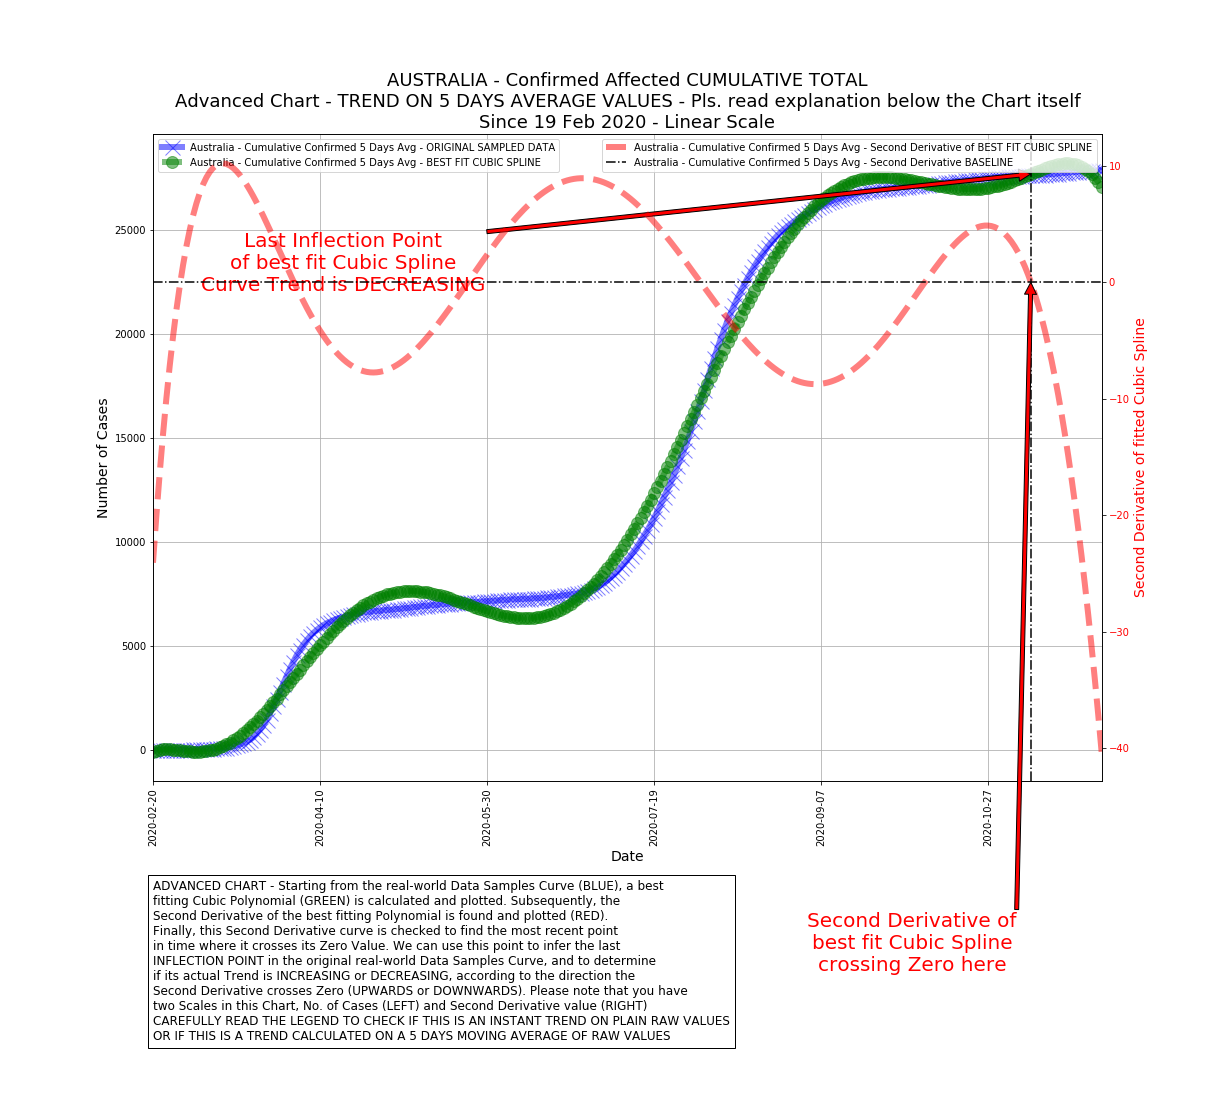 AUSTRALIA - Confirmed Affected CUMULATIVE TOTAL
Advanced Chart - TREND ON 5 DAYS AVERAGE VALUES - Pls. read explanation below the Chart itself
Since 19 Feb 2020 - Linear Scale
Australia - Cumulative Confirmed 5 Days Avg - ORIGINAL SAMPLED DATA
Australia - Cumulative Confirmed 5 Days Avg - BEST FIT CUBIC SPLINE
Australia - Cumulative Confirmed 5 Days Avg - Second Derivative of BEST FIT CUBIC SPLINE
Australia - Cumulative Confirmed 5 Days Avg - Second Derivative BASELINE
Last Inflection Point
of best fit Cubic Spline
Curve Trend is DECREASING
Number of Cases
25000
20000
15000
10000
5000
0
10
0
−10
−20
−30
−40
Second Derivative of fitted Cubic Spline
2020-02-20
2020-04-10
2020-05-30
2020-07-19
2020-09-07
2020-10-27
Date
ADVANCED CHART - Starting from the real-world Data Samples Curve (BLUE), a best
fitting Cubic Polynomial (GREEN) is calculated and plotted. Subsequently, the
Second Derivative of the best fitting Polynomial is found and plotted (RED).
Finally, this Second Derivative curve is checked to find the most recent point
in time where it crosses its Zero Value. We can use this point to infer the last
INFLECTION POINT in the original real-world Data Samples Curve, and to determine
if its actual Trend is INCREASING or DECREASING, according to the direction the
Second Derivative crosses Zero (UPWARDS or DOWNWARDS). Please note that you have
two Scales in this Chart, No. of Cases (LEFT) and Second Derivative value (RIGHT)
CAREFULLY READ THE LEGEND TO CHECK IF THIS IS AN INSTANT TREND ON PLAIN RAW VALUES
OR IF THIS IS A TREND CALCULATED ON A 5 DAYS MOVING AVERAGE OF RAW VALUES
Second Derivative of
best fit Cubic Spline
crossing Zero here